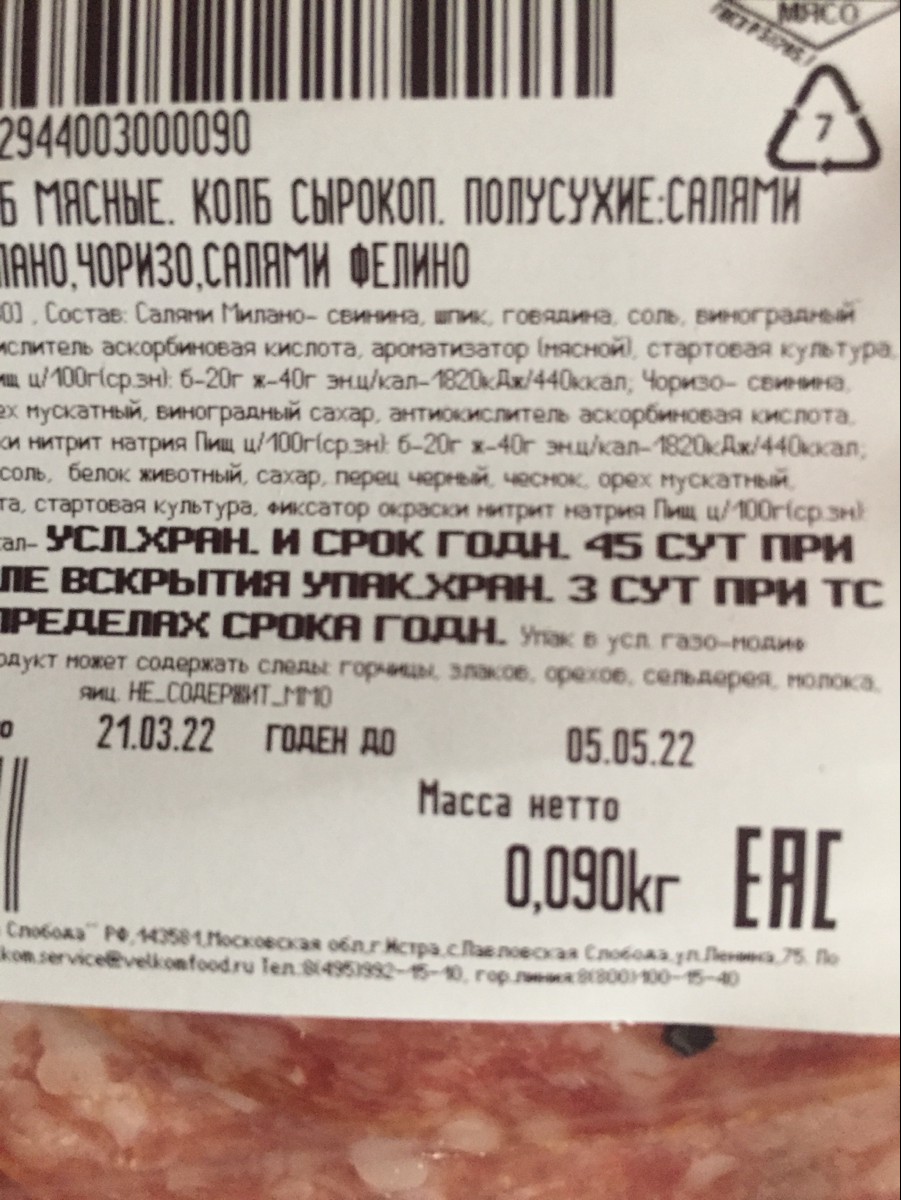 МЯСО
7
2944003000090
Б МЯСНЫЕ. КОЛБ СЫРОКОП. ПОЛУСУХИЕ:САЛЯМИ
ЛАНО,ЧОРИЗО,САЛЯМИ ФЕЛИНО
0] , Состав: Салями Милано- свинина, шпик, говядина, соль, виноградный
ислитель аскорбиновая кислота, ароматизатор (мясной), стартовая культура,
ищ ц/100г(ср.зн): б-20г ж-40г эн.ц/кал-1820кДж/440ккал; Чоризо- свинина,
ех мускатный, виноградный сахар, антиокислитель аскорбиновая кислота,
ки нитрит натрия Пищ ц/100г(ср.зн): б-20г ж-40г эн.ц/кал-1820кДж/440ккал;
соль, белок животный, сахар, перец черный, чеснок, орех мускатный,
та, стартовая культура, фиксатор окраски нитрит натрия Пищ ц/100г(ср.зн):
ал- УСЛ.ХРАН. И СРОК ГОДН. 45 СУТ ПРИ
ЛЕ ВСКРЫТИЯ УПАК.ХРАН. 3 СУТ ПРИ ТС
ПРЕДЕЛАХ СРОКА ГОДН. Упак в усл. газо-модиф
одукт может содержать следы: горчицы, злаков, орехов, сельдерея, молока,
яиц. НЕ_СОДЕРЖИТ_ММО
о 21.03.22 ГОДЕН ДО 05.05.22
Масса нетто
0,090кг EAC
Слобода" РФ,143581,Московская обл,г.Истра,с.Павловская Слобода,ул.Ленина,75. По
kom.service@velkomfood.ru Тел.:8(495)992-15-10, гор.линия:8(800)100-15-40